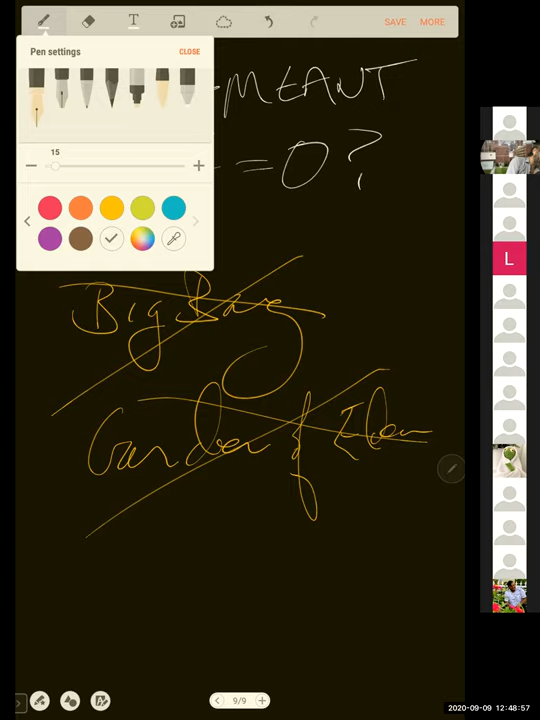 SAVE MORE
Pen settings CLOSE
15
MEANT
= 0 ?
Big Bang
Garden of Eden
L
9/9
2020-09-09 12:48:57